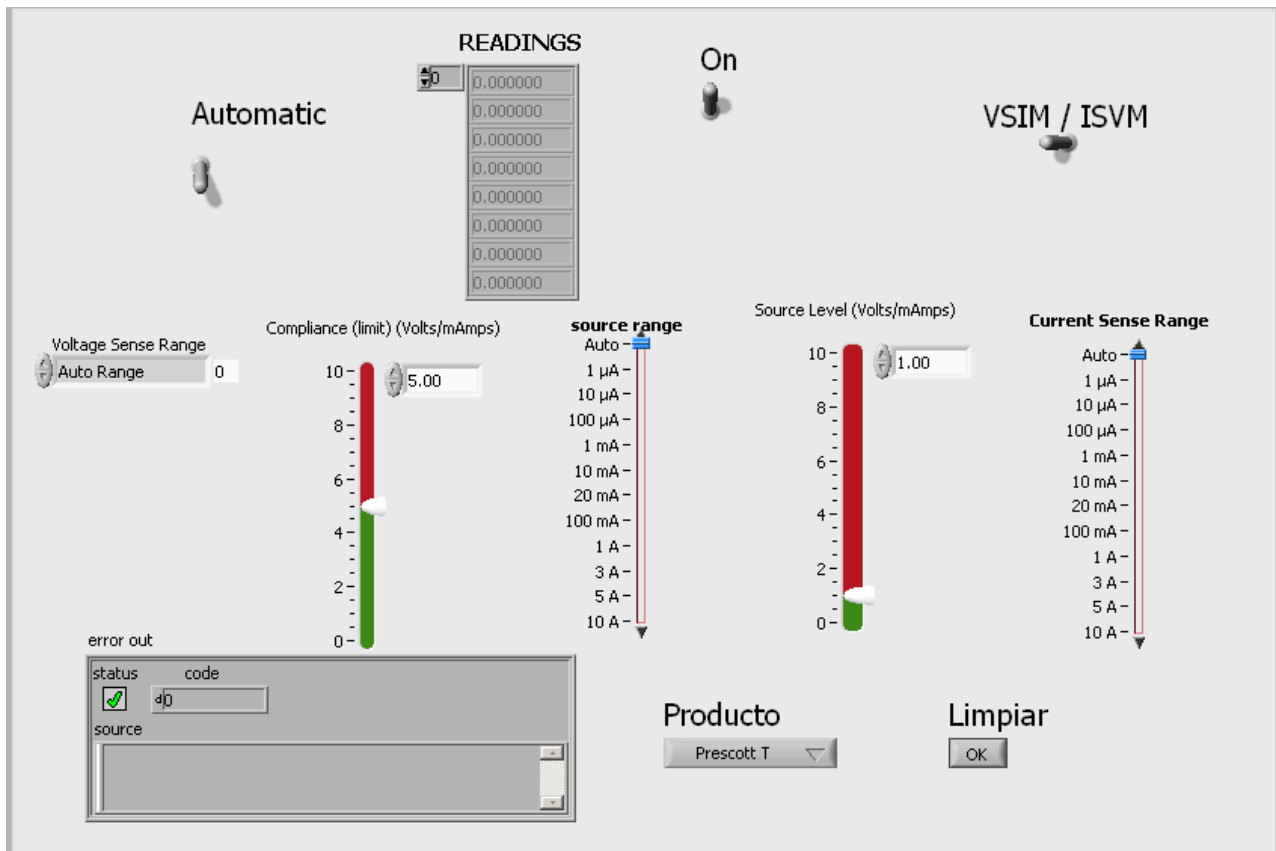 READINGS
0
0.000000
0.000000
0.000000
0.000000
0.000000
0.000000
0.000000
0.000000
Automatic
On
VSIM / ISVM
Voltage Sense Range
Auto Range 0
Compliance (limit) (Volts/mAmps)
5.00
10
8
6
4
2
0
source range
Auto
1 µA
10 µA
100 µA
1 mA
10 mA
20 mA
100 mA
1 A
3 A
5 A
10 A
Source Level (Volts/mAmps)
1.00
10
8
6
4
2
0
Current Sense Range
Auto
1 µA
10 µA
100 µA
1 mA
10 mA
20 mA
100 mA
1 A
3 A
5 A
10 A
error out
status code
d0
source
Producto
Prescott T
Limpiar
OK